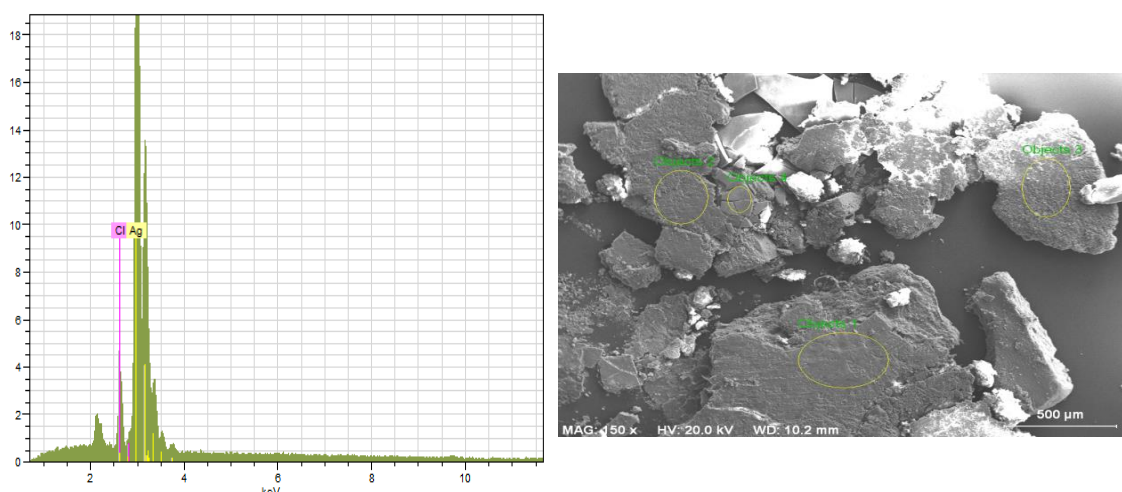 18
16
14
12
10
8
6
4
2
0
Cl Ag
2 4 6 8 10
keV
Objects 2
Objects 4
Objects 3
Objects 1
500 µm
MAG: 150 x HV: 20.0 kV WD: 10.2 mm